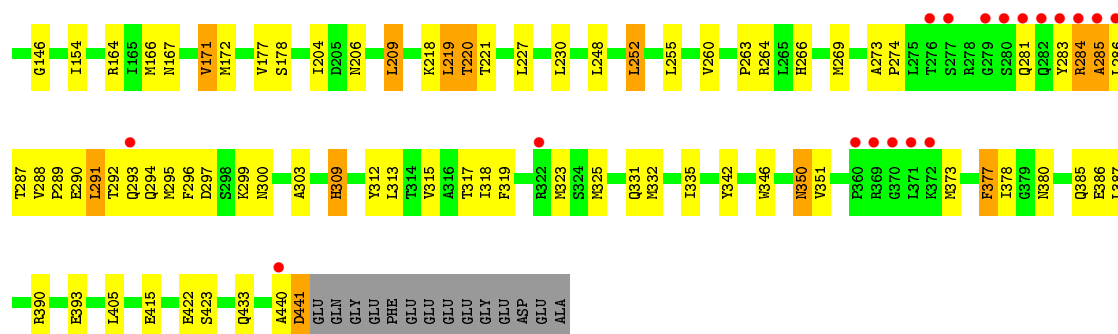 G146 I154 R164 I165 M166 N167 V171 M172 V177 S178 I204 D205 N206 L209 K218 L219 T220 T221 L227 L230 L248 L252 L255 V260 P263 R264 L265 H266 M269 A273 P274 L275 T276 S277 R278 G279 S280 Q281 Q282 Y283 R284 A285 L286
T287 V288 P289 E290 L291 T292 Q293 Q294 M295 F296 D297 S298 K299 N300 A303 H309 Y312 L313 T314 V315 A316 T317 I318 F319 R322 M323 S324 M325 Q331 M332 I335 Y342 W346 N350 V351 P360 R369 G370 L371 K372 M373 F377 I378 G379 N380 Q385 E386 L387
R390 E393 L405 E415 E422 S423 Q433 A440 D441 GLU GLN GLY GLU PHE GLU GLU GLU GLU GLY GLU ASP GLU ALA